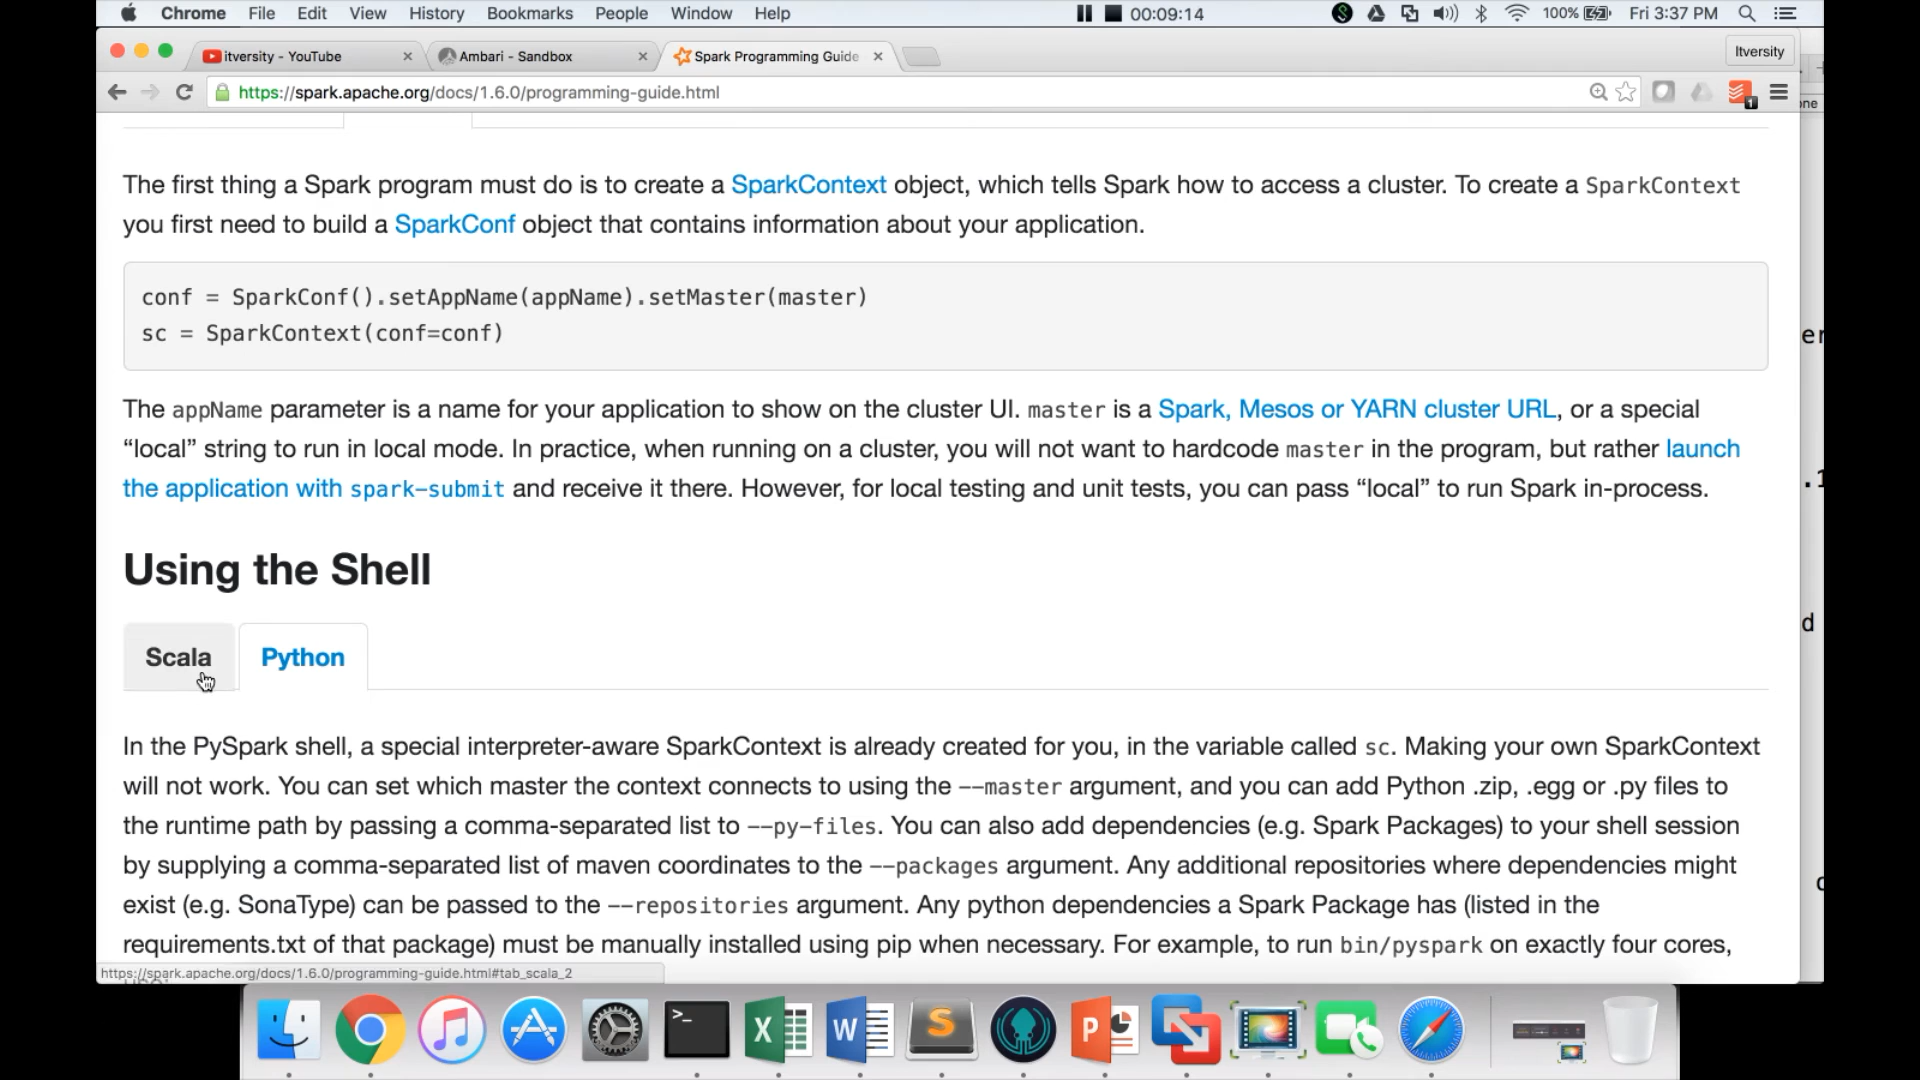 Chrome File Edit View History Bookmarks People Window Help 00:09:14 100% Fri 3:37 PM
itversity - YouTube Ambari - Sandbox Spark Programming Guide Itversity
https://spark.apache.org/docs/1.6.0/programming-guide.html
The first thing a Spark program must do is to create a SparkContext object, which tells Spark how to access a cluster. To create a SparkContext
you first need to build a SparkConf object that contains information about your application.
conf = SparkConf().setAppName(appName).setMaster(master)
sc = SparkContext(conf=conf)
The appName parameter is a name for your application to show on the cluster UI. master is a Spark, Mesos or YARN cluster URL, or a special
“local” string to run in local mode. In practice, when running on a cluster, you will not want to hardcode master in the program, but rather launch
the application with spark-submit and receive it there. However, for local testing and unit tests, you can pass “local” to run Spark in-process.
Using the Shell
Scala Python
In the PySpark shell, a special interpreter-aware SparkContext is already created for you, in the variable called sc. Making your own SparkContext
will not work. You can set which master the context connects to using the --master argument, and you can add Python .zip, .egg or .py files to
the runtime path by passing a comma-separated list to --py-files. You can also add dependencies (e.g. Spark Packages) to your shell session
by supplying a comma-separated list of maven coordinates to the --packages argument. Any additional repositories where dependencies might
exist (e.g. SonaType) can be passed to the --repositories argument. Any python dependencies a Spark Package has (listed in the
requirements.txt of that package) must be manually installed using pip when necessary. For example, to run bin/pyspark on exactly four cores,
https://spark.apache.org/docs/1.6.0/programming-guide.html#tab_scala_2